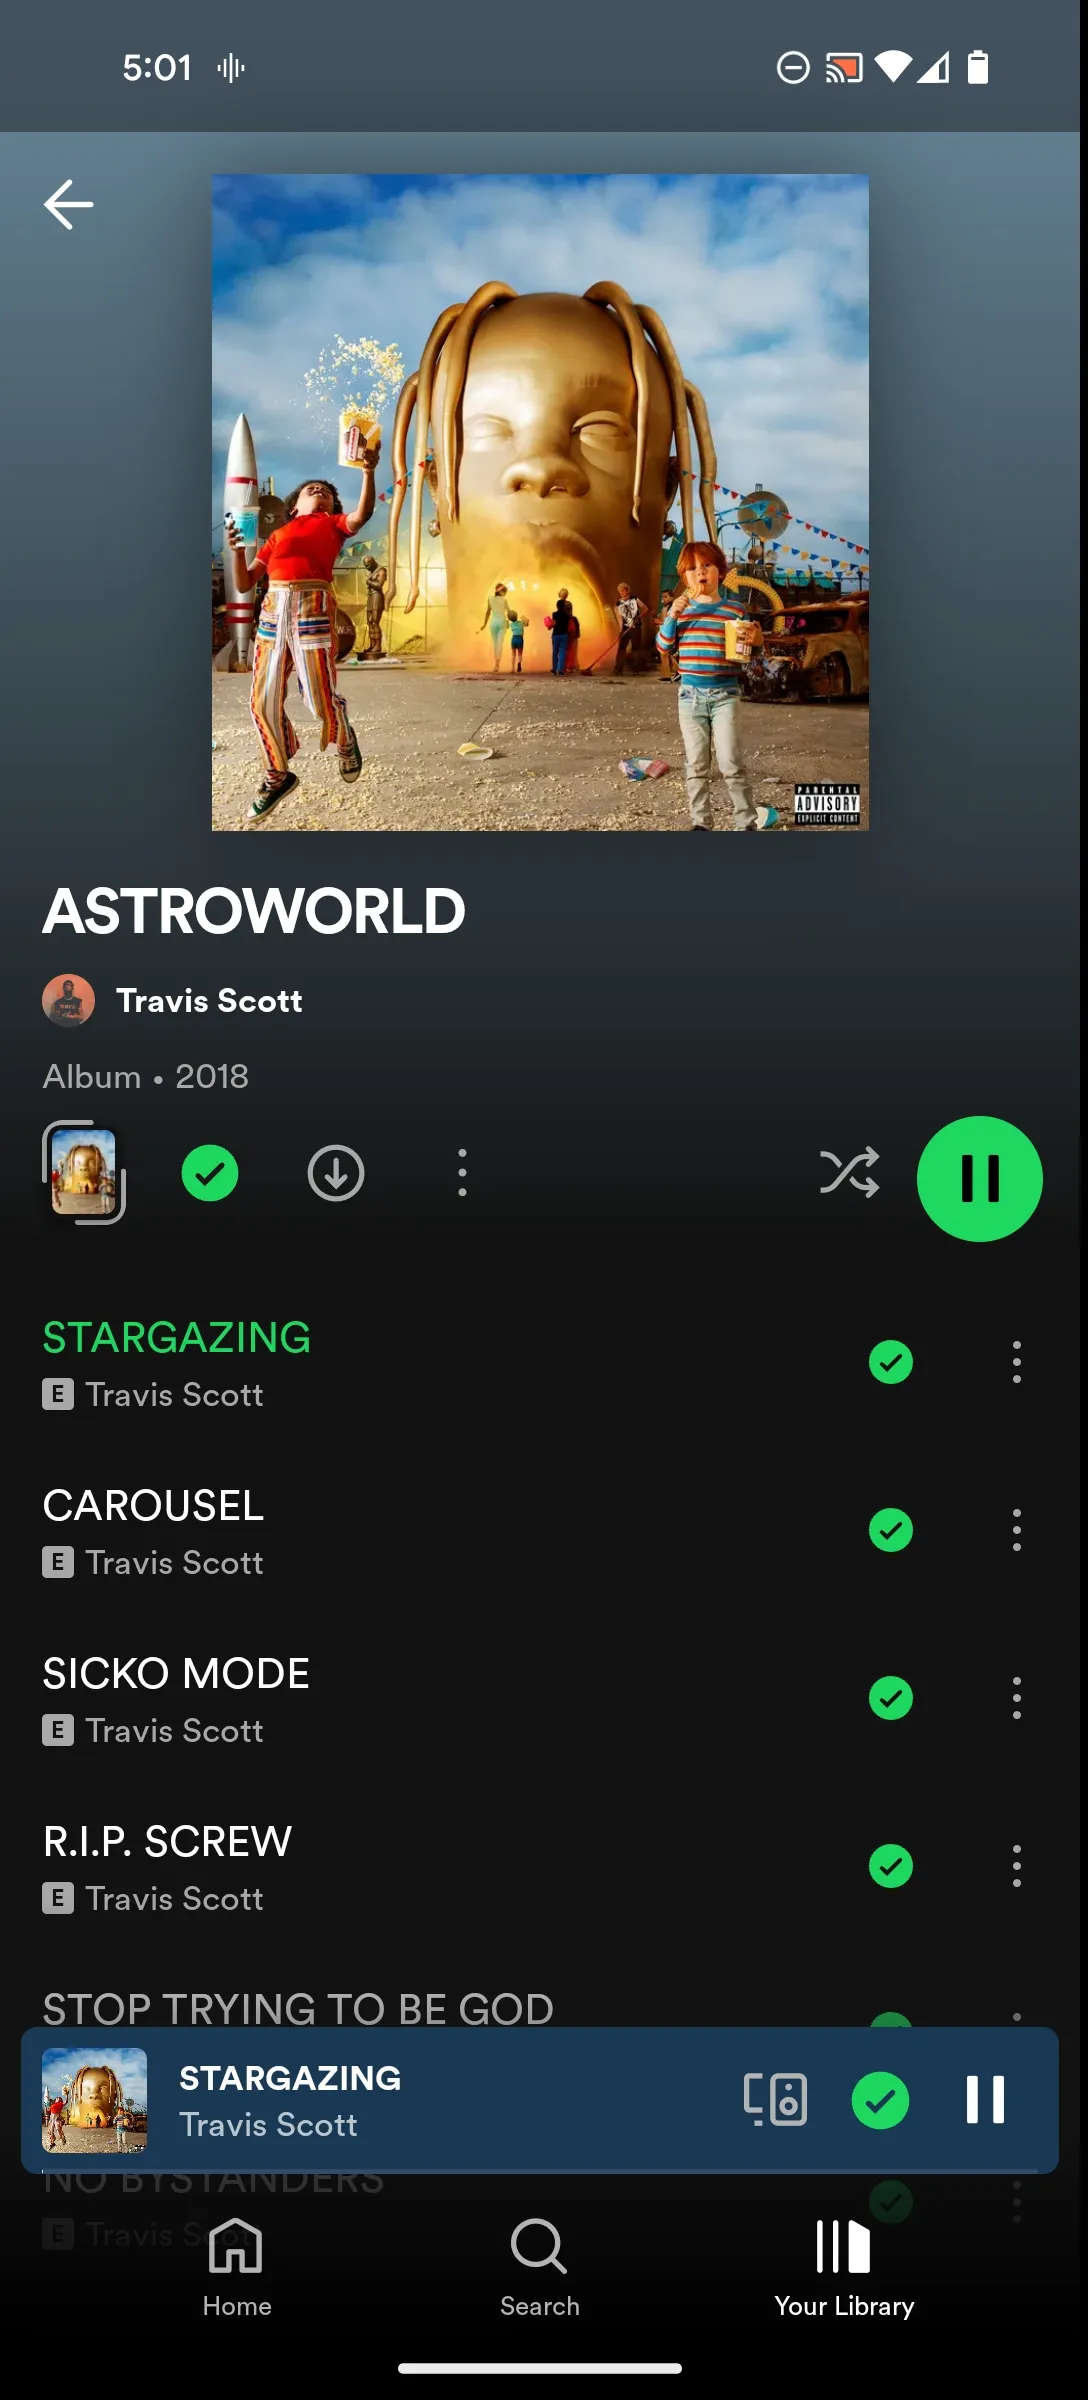 5:01
PARENTAL
ADVISORY
EXPLICIT CONTENT
ASTROWORLD
Travis Scott
Album • 2018
STARGAZING
E Travis Scott
CAROUSEL
E Travis Scott
SICKO MODE
E Travis Scott
R.I.P. SCREW
E Travis Scott
STOP TRYING TO BE GOD
STARGAZING
Travis Scott
NO BYSTANDERS
E Travis Scott
Home
Search
Your Library